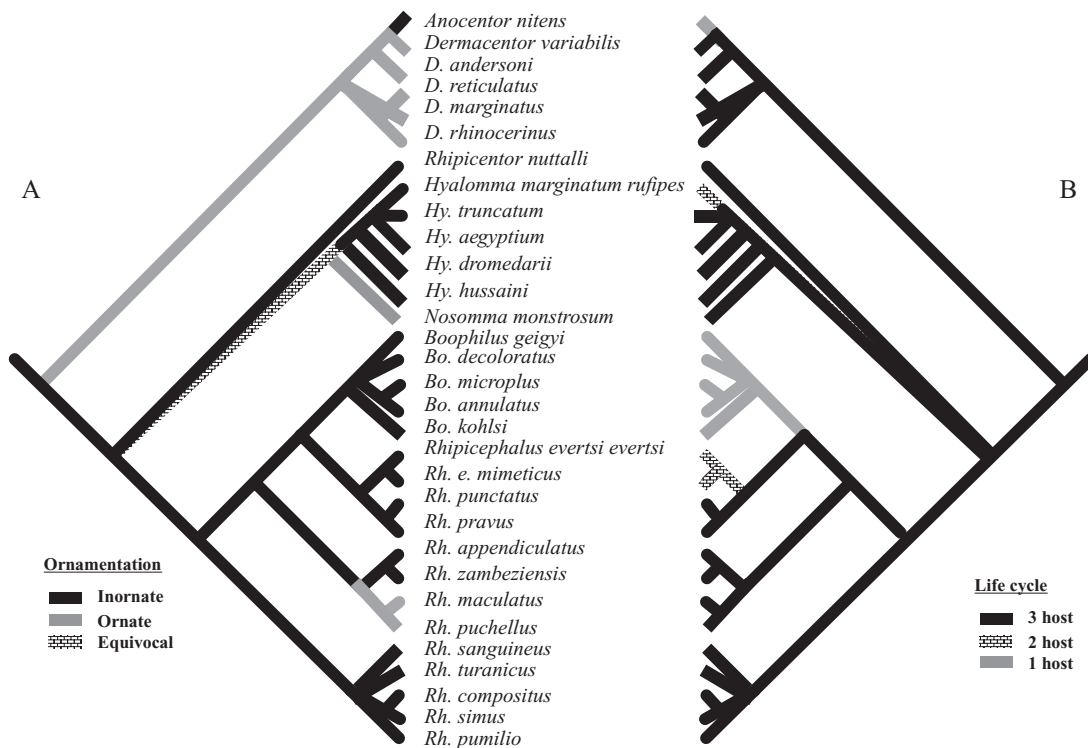 Anocentor nitens
Dermacentor variabilis
D. andersoni
D. reticulatus
D. marginatus
D. rhinocerinus
Rhipicentor nuttalli
A
Hyalomma marginatum rufipes
B
Hy. truncatum
Hy. aegyptium
Hy. dromedarii
Hy. hussaini
Nosomma monstrosum
Boophilus geigyi
Bo. decoloratus
Bo. microplus
Bo. annulatus
Bo. kohlsi
Rhipicephalus evertsi evertsi
Rh. e. mimeticus
Rh. punctatus
Rh. pravus
Rh. appendiculatus
Rh. zambeziensis
Rh. maculatus
Rh. puchellus
Rh. sanguineus
Rh. turanicus
Rh. compositus
Rh. simus
Rh. pumilio
Ornamentation
Inornate
Ornate
Equivocal
Life cycle
3 host
2 host
1 host